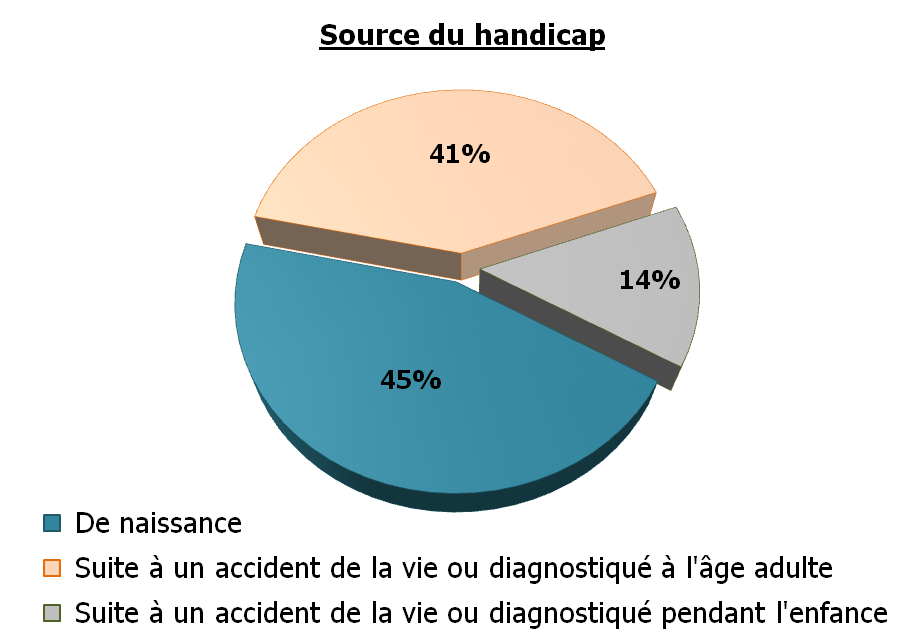 Source du handicap
41%
14%
45%
De naissance
Suite à un accident de la vie ou diagnostiqué à l'âge adulte
Suite à un accident de la vie ou diagnostiqué pendant l'enfance